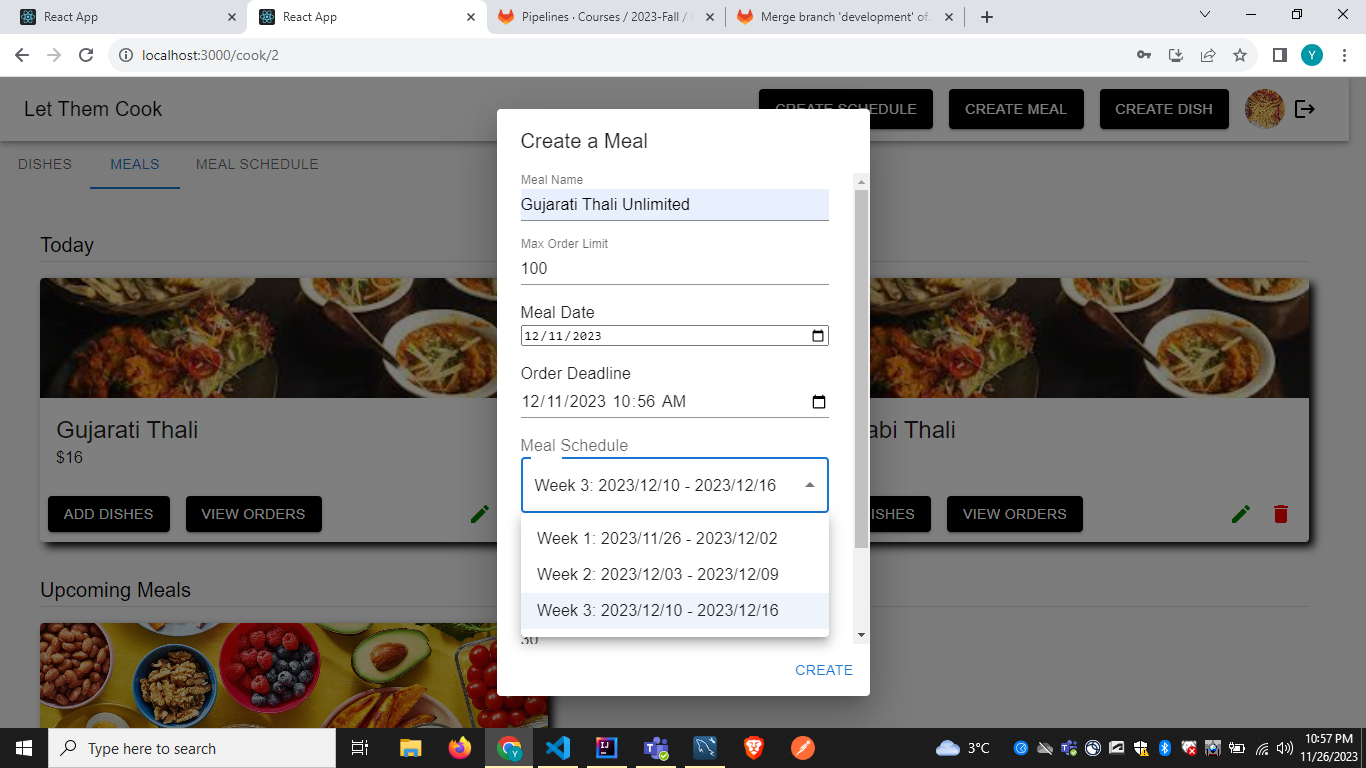 React App
React App
Pipelines · Courses / 2023-Fall /
Merge branch 'development' of
localhost:3000/cook/2
Y
Let Them Cook
CREATE SCHEDULE
CREATE MEAL
CREATE DISH
DISHES
MEALS
MEAL SCHEDULE
Today
Gujarati Thali
$16
ADD DISHES
VIEW ORDERS
abi Thali
ISHES
VIEW ORDERS
Upcoming Meals
Create a Meal
Meal Name
Gujarati Thali Unlimited
Max Order Limit
100
Meal Date
12/11/2023
Order Deadline
12/11/2023 10:56 AM
Meal Schedule
Week 3: 2023/12/10 - 2023/12/16
Week 1: 2023/11/26 - 2023/12/02
Week 2: 2023/12/03 - 2023/12/09
Week 3: 2023/12/10 - 2023/12/16
30
CREATE
Type here to search
3°C
10:57 PM
11/26/2023